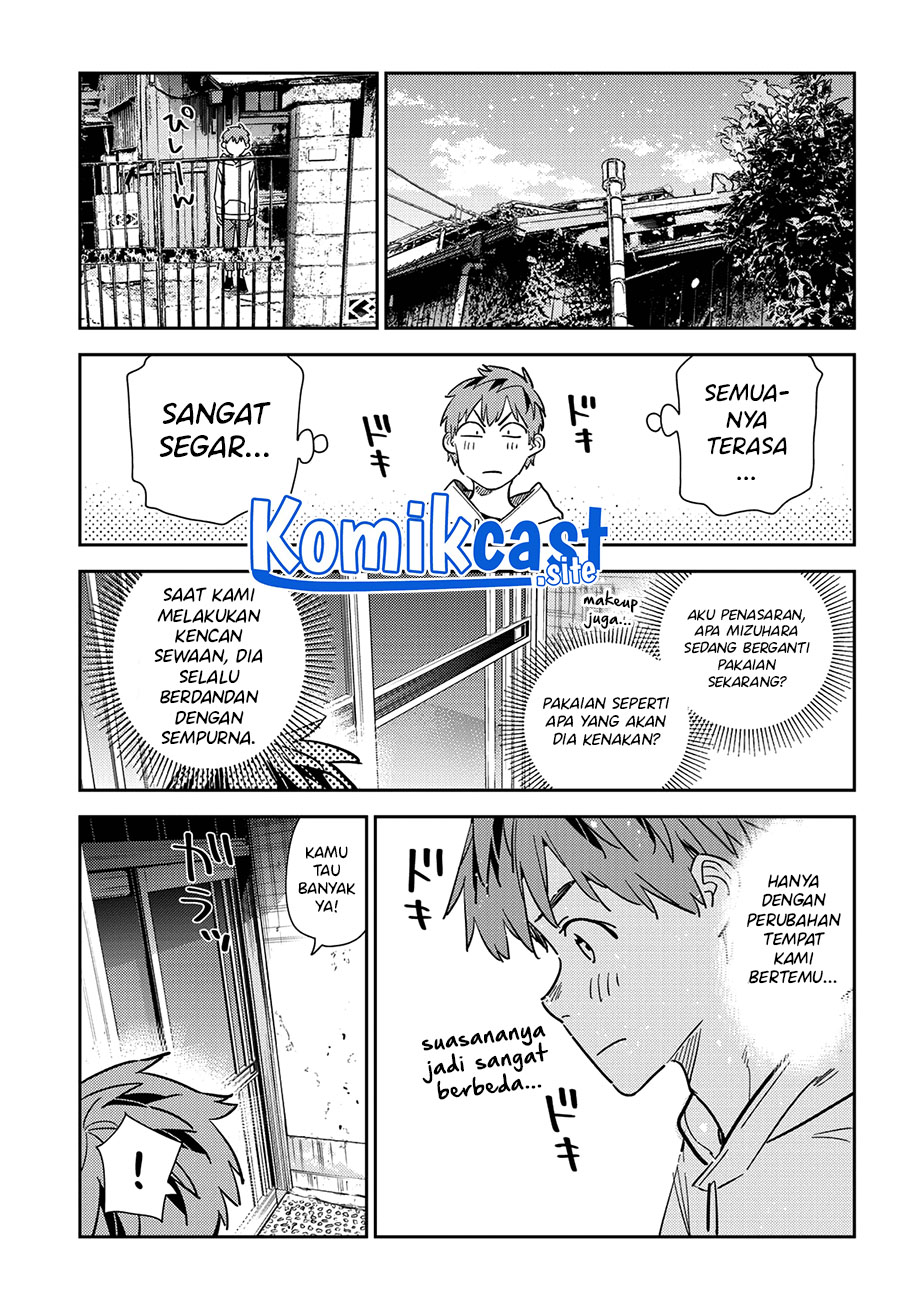 ぴしーん
SEMUA-
NYA
TERASA
...
ドキ
ドキ
SANGAT
SEGAR...
Komikcast
.site
AKU PENASARAN,
APA MIZUHARA
SEDANG BERGANTI
PAKAIAN
SEKARANG?
makeup
juga...
PAKAIAN SEPERTI
APA YANG AKAN
DIA KENAKAN?
SAAT KAMI
MELAKUKAN
KENCAN
SEWAAN, DIA
SELALU
BERDANDAN
DENGAN
SEMPURNA.
HANYA
DENGAN
PERUBAHAN
TEMPAT
KAMI
BERTEMU...
ドキ
suasananya
jadi sangat
berbeda...
ドキ
KAMU
TAU
BANYAK
YA!
ガラッ
!